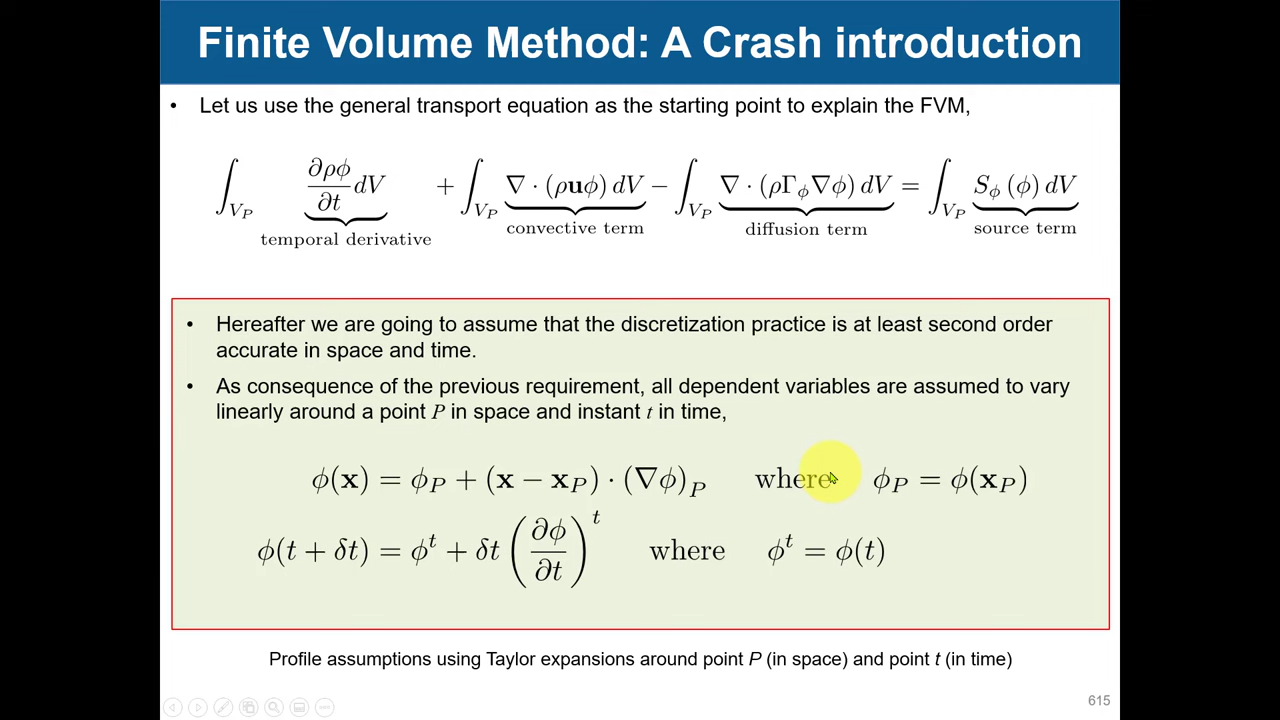 Finite Volume Method: A Crash introduction
• Let us use the general transport equation as the starting point to explain the FVM,
∫_{V_P} ∂ρϕ/∂t dV + ∫_{V_P} ∇ · (ρ𝐮ϕ) dV − ∫_{V_P} ∇ · (ρΓ_ϕ∇ϕ) dV = ∫_{V_P} S_ϕ (ϕ) dV
temporal derivative convective term diffusion term source term
• Hereafter we are going to assume that the discretization practice is at least second order
accurate in space and time.
• As consequence of the previous requirement, all dependent variables are assumed to vary
linearly around a point P in space and instant t in time,
ϕ(𝐱) = ϕ_P + (𝐱 − 𝐱_P) · (∇ϕ)_P where ϕ_P = ϕ(𝐱_P)
ϕ(t + δt) = ϕ^t + δt (∂ϕ/∂t)^t where ϕ^t = ϕ(t)
Profile assumptions using Taylor expansions around point P (in space) and point t (in time)
615